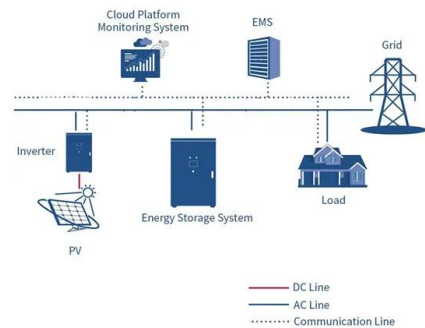 Cloud Platform
Monitoring System
EMS
Grid
Inverter
Energy Storage System
Load
PV
DC Line
AC Line
Communication Line